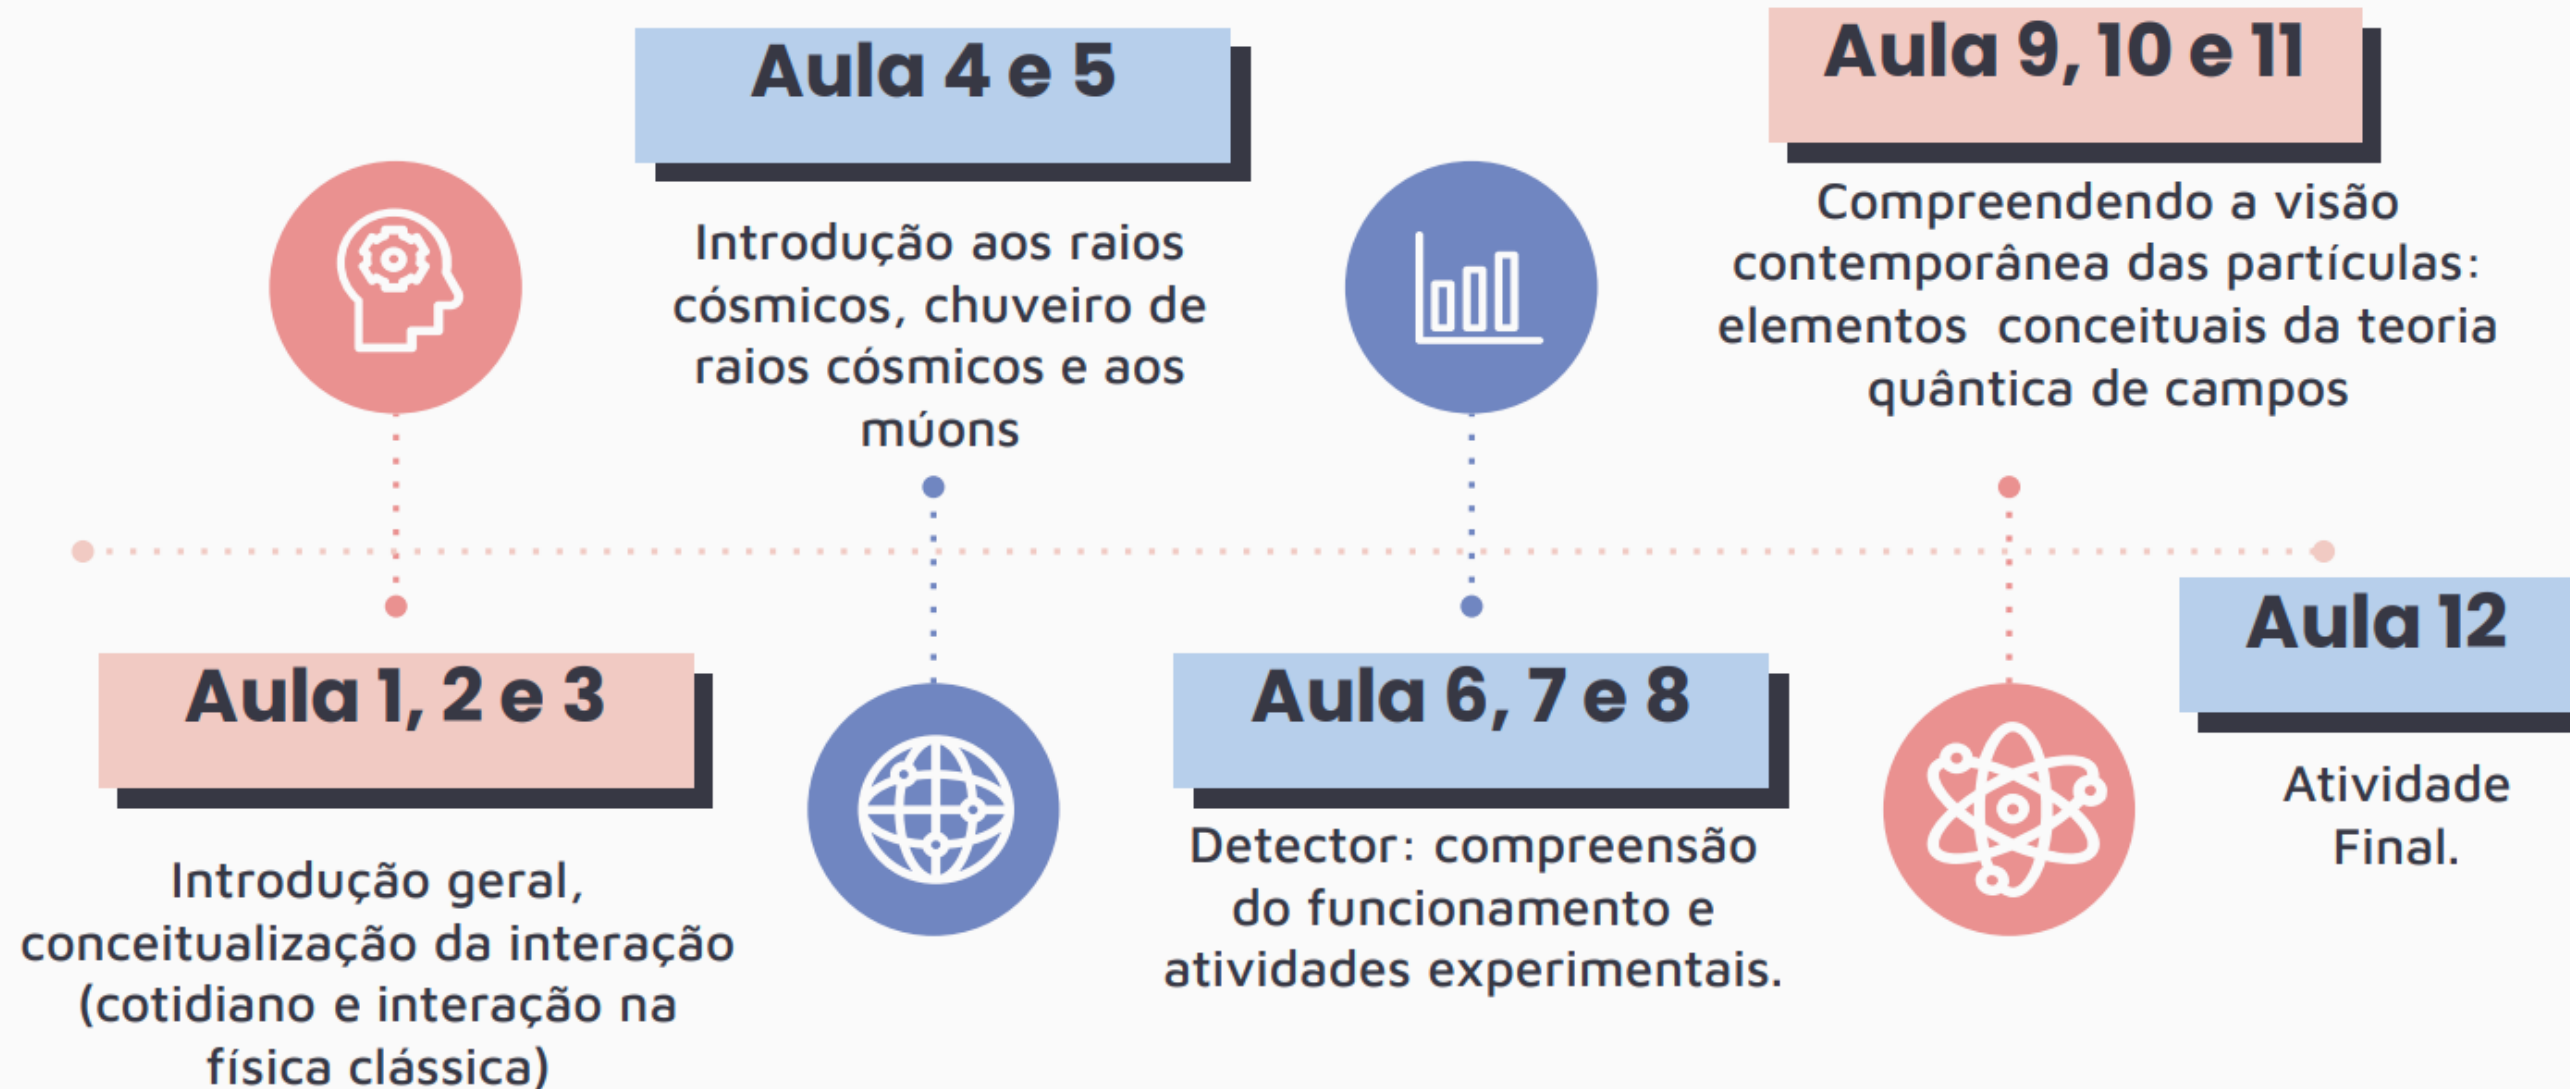 Aula 1, 2 e 3
Introdução geral,
conceitualização da interação
(cotidiano e interação na
física clássica)
Aula 4 e 5
Introdução aos raios
cósmicos, chuveiro de
raios cósmicos e aos
múons
Aula 6, 7 e 8
Detector: compreensão
do funcionamento e
atividades experimentais.
Aula 9, 10 e 11
Compreendendo a visão
contemporânea das partículas:
elementos conceituais da teoria
quântica de campos
Aula 12
Atividade
Final.